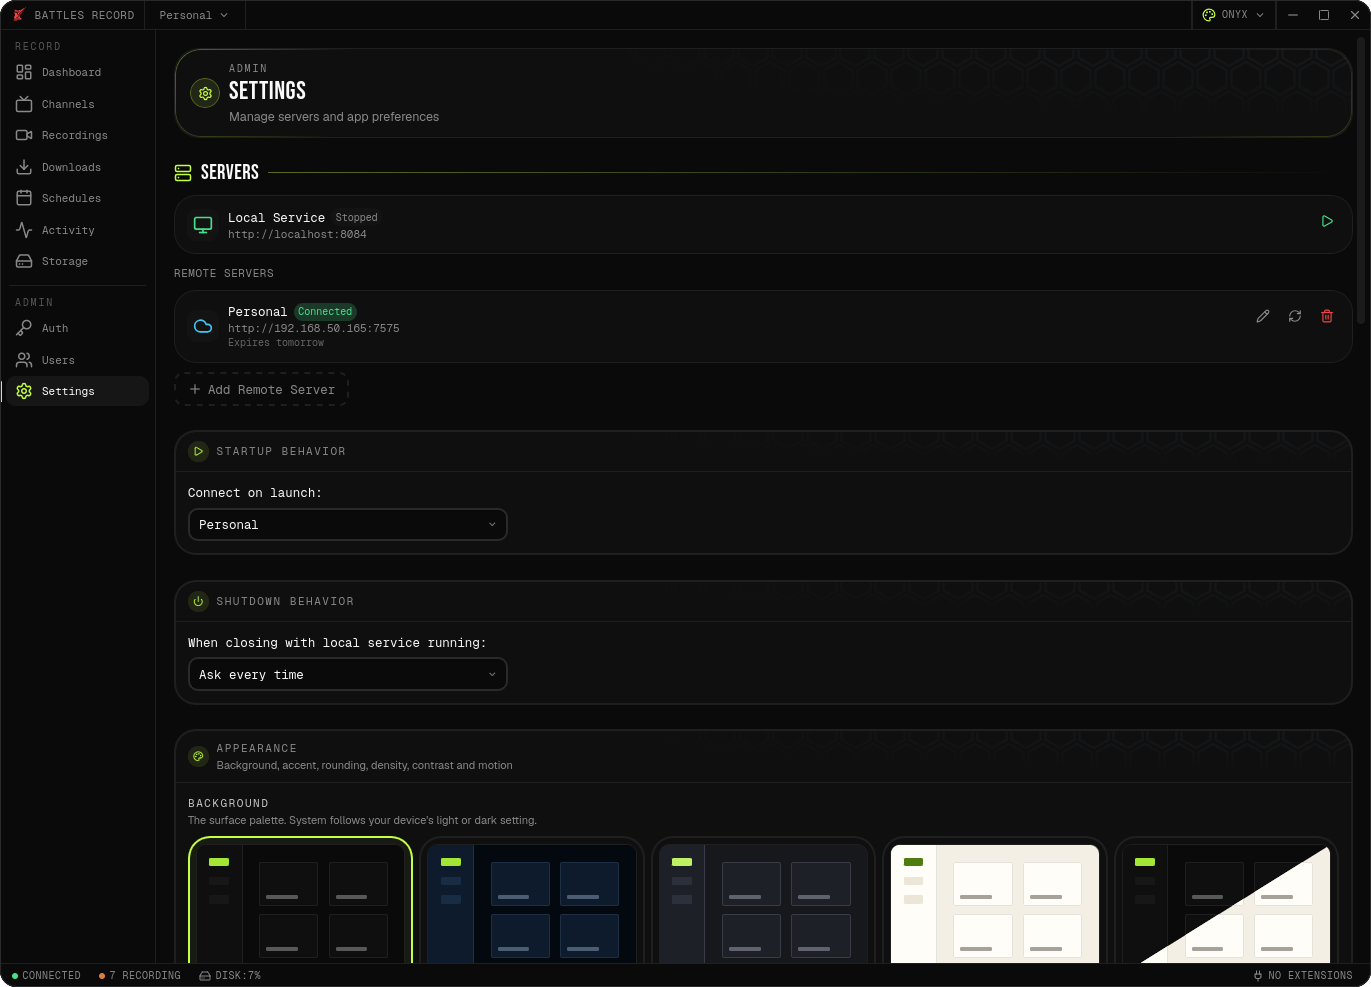 BATTLES RECORD
Personal
ONYX
RECORD
Dashboard
Channels
Recordings
Downloads
Schedules
Activity
Storage
ADMIN
Auth
Users
Settings
ADMIN
SETTINGS
Manage servers and app preferences
SERVERS
Local Service Stopped
http://localhost:8084
REMOTE SERVERS
Personal Connected
http://192.168.50.165:7575
Expires tomorrow
Add Remote Server
STARTUP BEHAVIOR
Connect on launch:
Personal
SHUTDOWN BEHAVIOR
When closing with local service running:
Ask every time
APPEARANCE
Background, accent, rounding, density, contrast and motion
BACKGROUND
The surface palette. System follows your device's light or dark setting.
CONNECTED
7 RECORDING
DISK:7%
NO EXTENSIONS